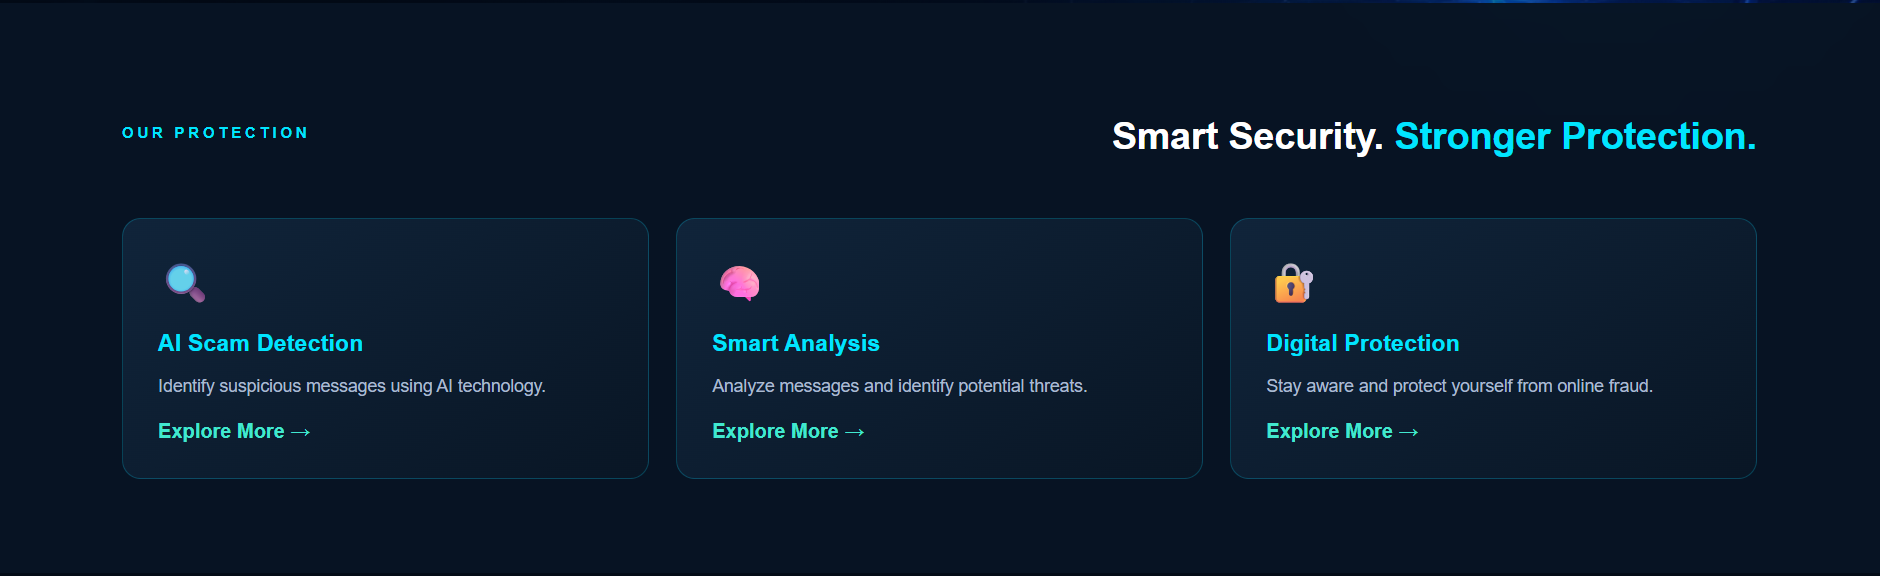 OUR PROTECTION
Smart Security. Stronger Protection.
AI Scam Detection
Identify suspicious messages using AI technology.
Explore More →
Smart Analysis
Analyze messages and identify potential threats.
Explore More →
Digital Protection
Stay aware and protect yourself from online fraud.
Explore More →